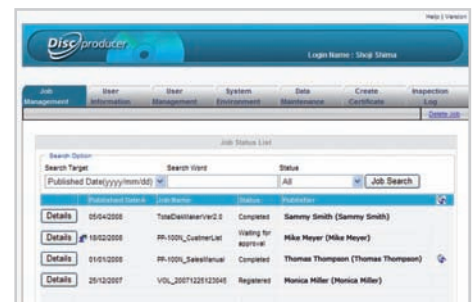 Help | Version
Disc producer
Login Name : Shoji Shima
Job Management
User Information
User Management
System Environment
Data Maintenance
Create Certificate
Inspection Log
Delete Job
Job Status List
Search Option
Search Target Search Word Status
Published Date(yyyy/mm/dd) All Job Search
Published Date Job Name Status Publisher
Details 05/04/2008 TotalDiskMakerVer2.0 Completed Sammy Smith (Sammy Smith)
Details 18/02/2008 PP-100N_CustmerList Waiting for approval Mike Meyer (Mike Meyer)
Details 01/01/2008 PP-100N_SalesManual Completed Thomas Thompson (Thomas Thompson)
Details 25/12/2007 VOL_20071225123045 Registered Monica Miller (Monica Miller)